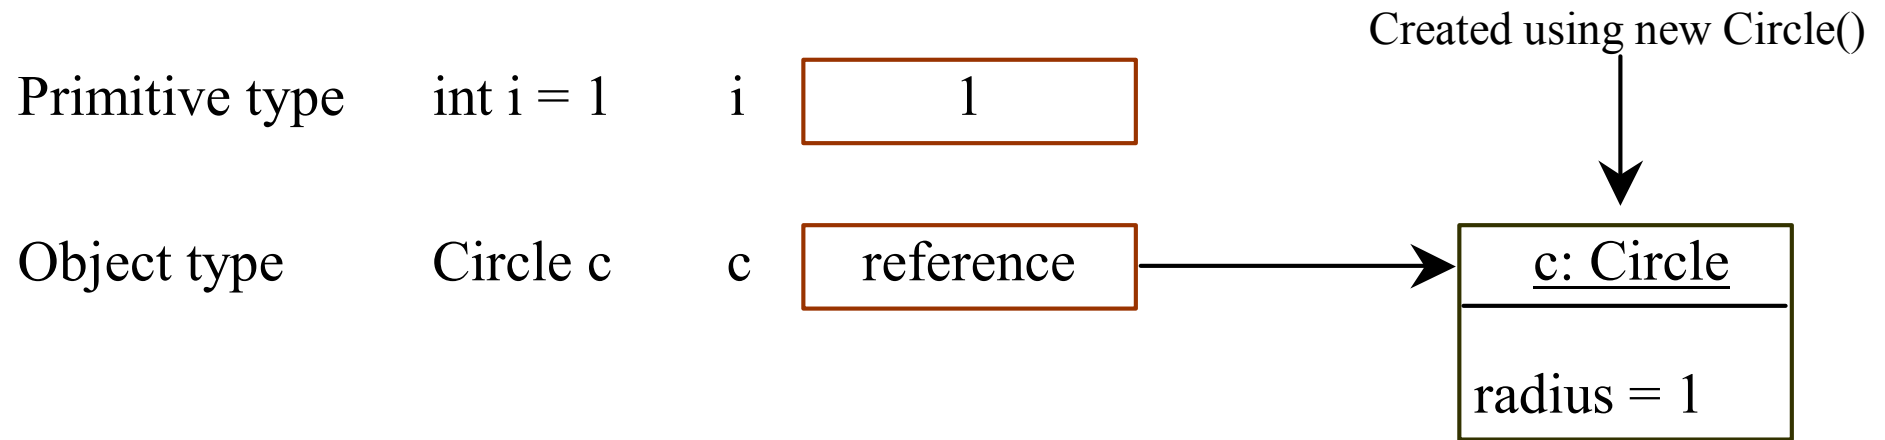 Created using new Circle()
Primitive type int i = 1 i 1
Object type Circle c c reference c: Circle
radius = 1